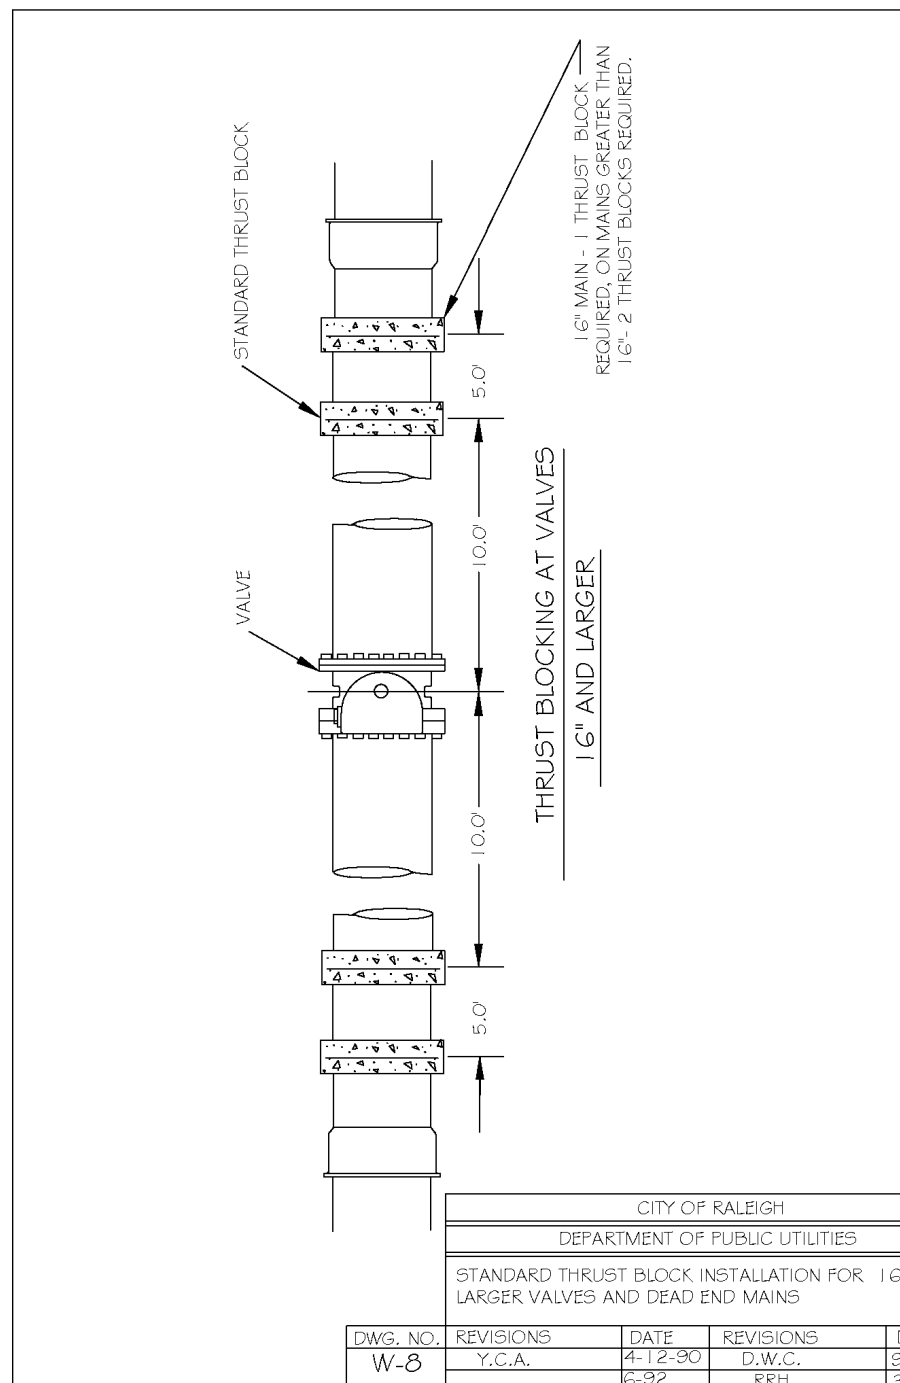 STANDARD THRUST BLOCK
16" MAIN - 1 THRUST BLOCK
REQUIRED, ON MAINS GREATER THAN
16"- 2 THRUST BLOCKS REQUIRED.
5.0'
10.0'
VALVE
THRUST BLOCKING AT VALVES
16" AND LARGER
10.0'
5.0'
CITY OF RALEIGH
DEPARTMENT OF PUBLIC UTILITIES
STANDARD THRUST BLOCK INSTALLATION FOR 16
LARGER VALVES AND DEAD END MAINS
DWG. NO. REVISIONS DATE REVISIONS
W-8 Y.C.A. 4-12-90 D.W.C.
6-92 RRH